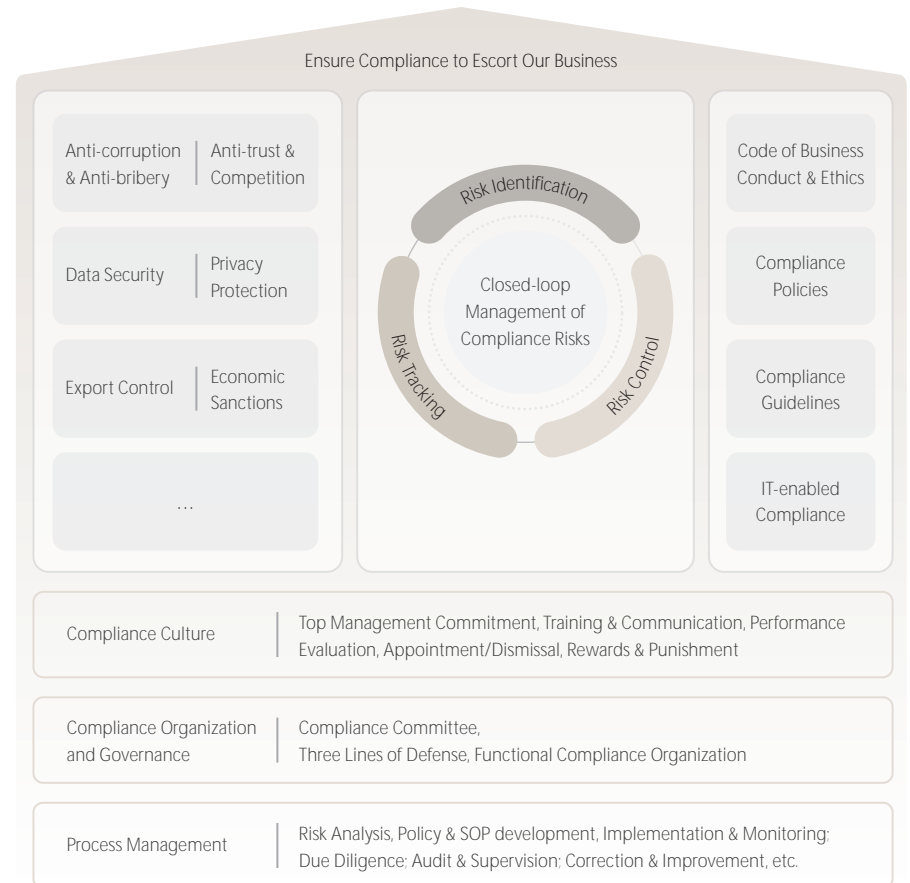 Ensure Compliance to Escort Our Business
Anti-corruption
& Anti-bribery
Anti-trust &
Competition
Data Security
Privacy
Protection
Export Control
Economic
Sanctions
...
Risk Identification
Risk Tracking
Risk Control
Closed-loop
Management of
Compliance Risks
Code of Business
Conduct & Ethics
Compliance
Policies
Compliance
Guidelines
IT-enabled
Compliance
Compliance Culture
Top Management Commitment, Training & Communication, Performance
Evaluation, Appointment/Dismissal, Rewards & Punishment
Compliance Organization
and Governance
Compliance Committee,
Three Lines of Defense, Functional Compliance Organization
Process Management
Risk Analysis, Policy & SOP development, Implementation & Monitoring;
Due Diligence; Audit & Supervision; Correction & Improvement, etc.